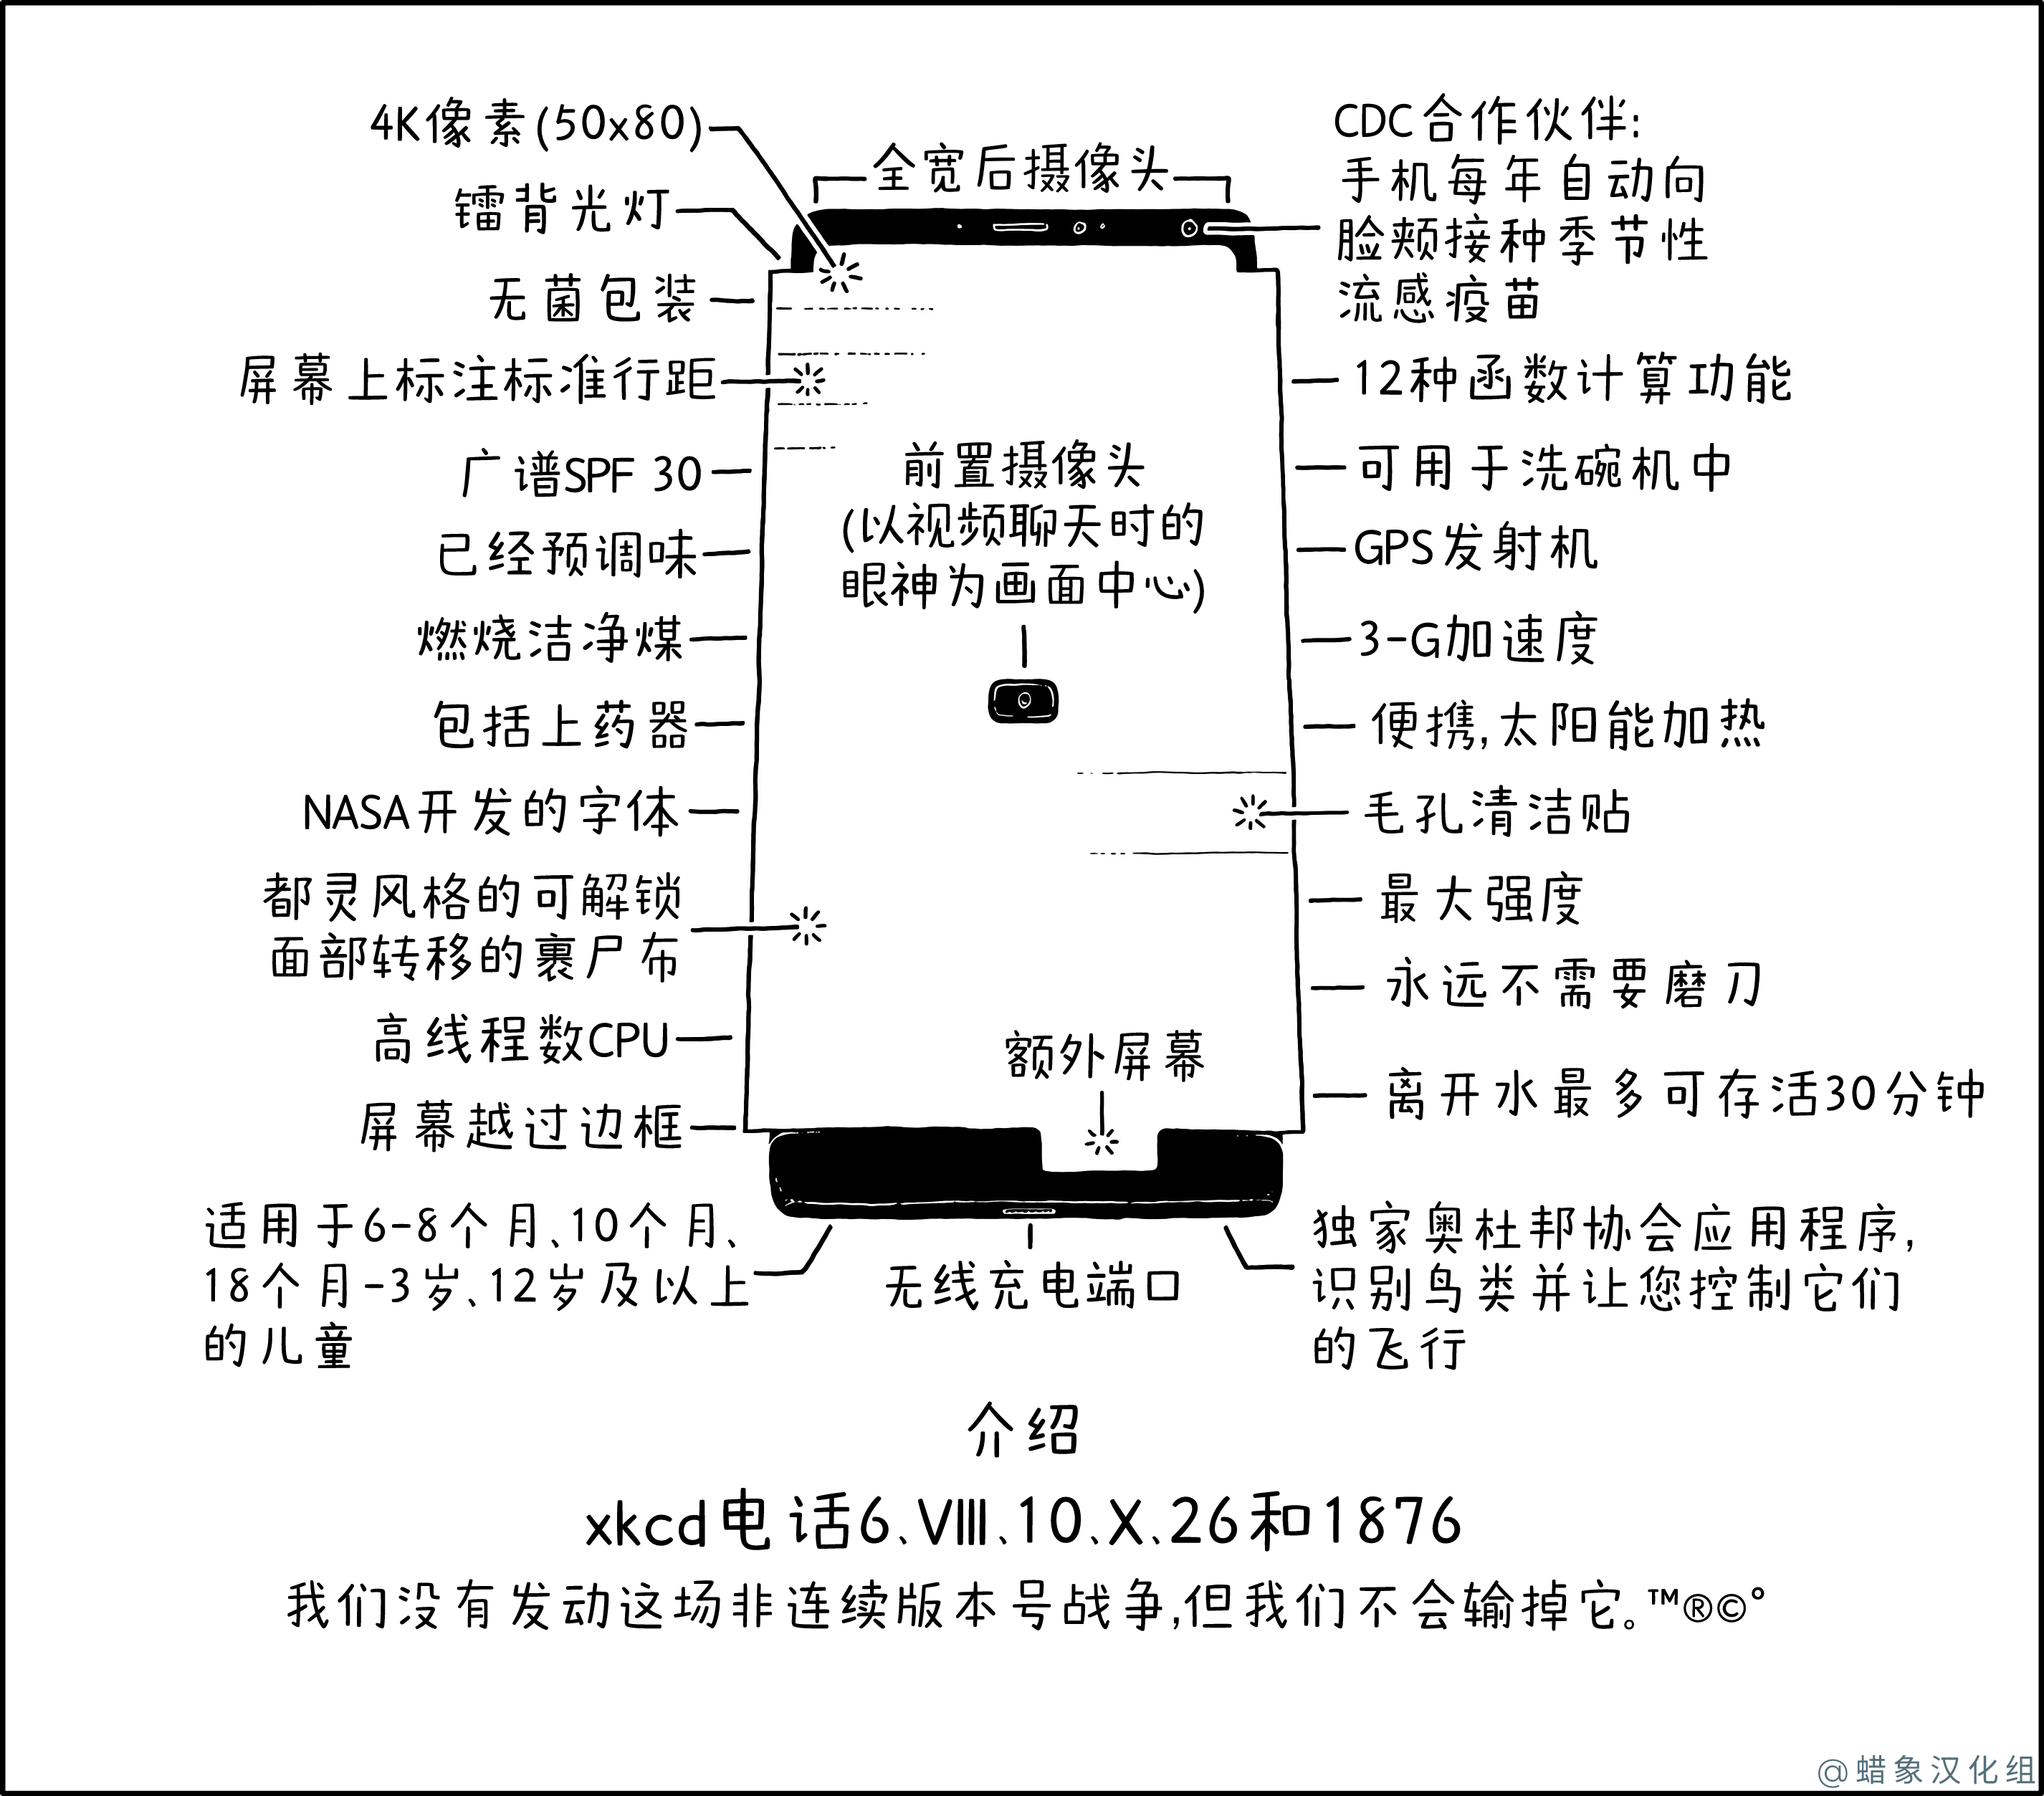 4K像素(50x80)
镭背光灯
无菌包装
屏幕上标注标准行距
广谱SPF 30
已经预调味
燃烧洁净煤
包括上药器
NASA开发的字体
都灵风格的可解锁
面部转移的裹尸布
高线程数CPU
屏幕越过边框
适用于6-8个月、10个月、
18个月-3岁、12岁及以上
的儿童
全宽后摄像头
前置摄像头
(以视频聊天时的
眼神为画面中心)
额外屏幕
无线充电端口
CDC合作伙伴:
手机每年自动向
脸颊接种季节性
流感疫苗
12种函数计算功能
可用于洗碗机中
GPS发射机
3-G加速度
便携,太阳能加热
毛孔清洁贴
最大强度
永远不需要磨刀
离开水最多可存活30分钟
独家奥杜邦协会应用程序,
识别鸟类并让您控制它们
的飞行
介绍
xkcd电话6、VIII、10、X、26和1876
我们没有发动这场非连续版本号战争,但我们不会输掉它。™®©°
@蜡象汉化组